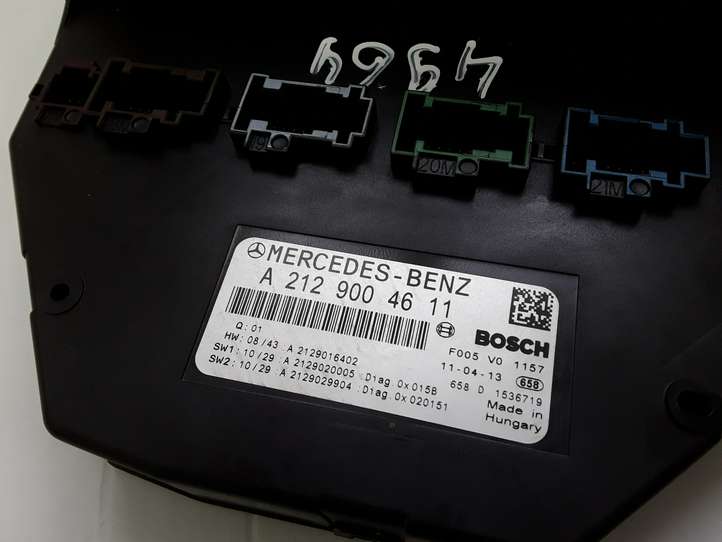 4964
19
20M
21M
MERCEDES-BENZ
A 212 900 46 11
BOSCH
Q: 01
HW: 08/43 :A 2129016402
SW1: 10/29 :A 2129020005 :Diag 0x015B
SW2: 10/29 :A 2129029904 :Diag 0x020151
F005 V0 1157
11-04-13 658
658 D 1536719
Made in
Hungary